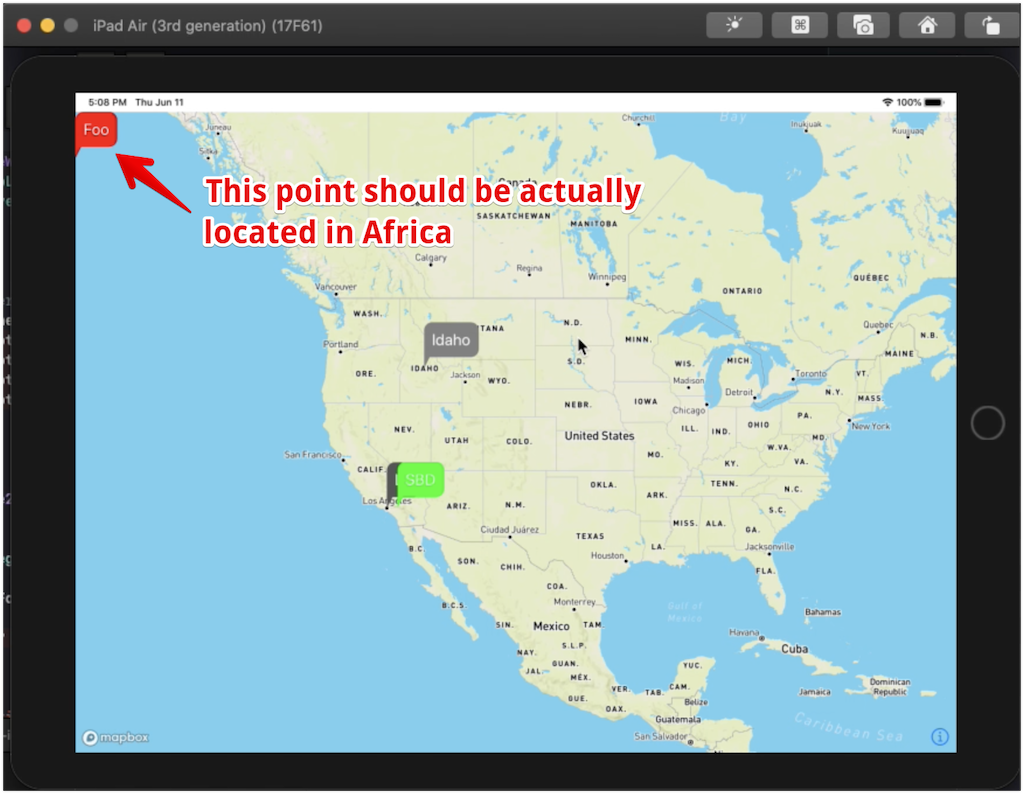 iPad Air (3rd generation) (17F61)
5:08 PM Thu Jun 11
100%
Foo
This point should be actually
located in Africa
Juneau
Sitka
Churchill
Bay
Inukjuak
Kuujjuaq
Canada
SASKATCHEWAN
MANITOBA
Calgary
Regina
Winnipeg
ONTARIO
QUÉBEC
Vancouver
WASH.
TANA
N.D.
MINN.
Quebec
N.B.
MAINE
Portland
Idaho
IDAHO
ORE.
Jackson
WYO.
S.D.
WIS.
Madison
MICH.
Detroit
Toronto
VT.
N.Y.
MASS.
NEBR.
IOWA
Chicago
ILL.
IND.
OHIO
PA.
New York
NEV.
UTAH
COLO.
United States
MO.
KY.
W.VA.
MD.
VA.
San Francisco
CALIF.
SBD
Los Angeles
ARIZ.
N.M.
OKLA.
ARK.
TENN.
N.C.
S.C.
MISS.
ALA.
GA.
Ciudad Juárez
TEXAS
LA.
Jacksonville
Houston
FLA.
B.C.
SON.
CHIH.
COA.
B.C.S.
Monterrey
Gulf of
Mexico
Bahamas
SIN.
Mexico
TAM.
Havana
Cuba
S.L.P.
NAY.
GUAN.
JAL.
MÉX.
YUC.
CAM.
TAB.
VER.
GUE.
OAX.
Belize
Jamaica
Dominican
Republic
Guatemala
San Salvador
Caribbean Sea
mapbox